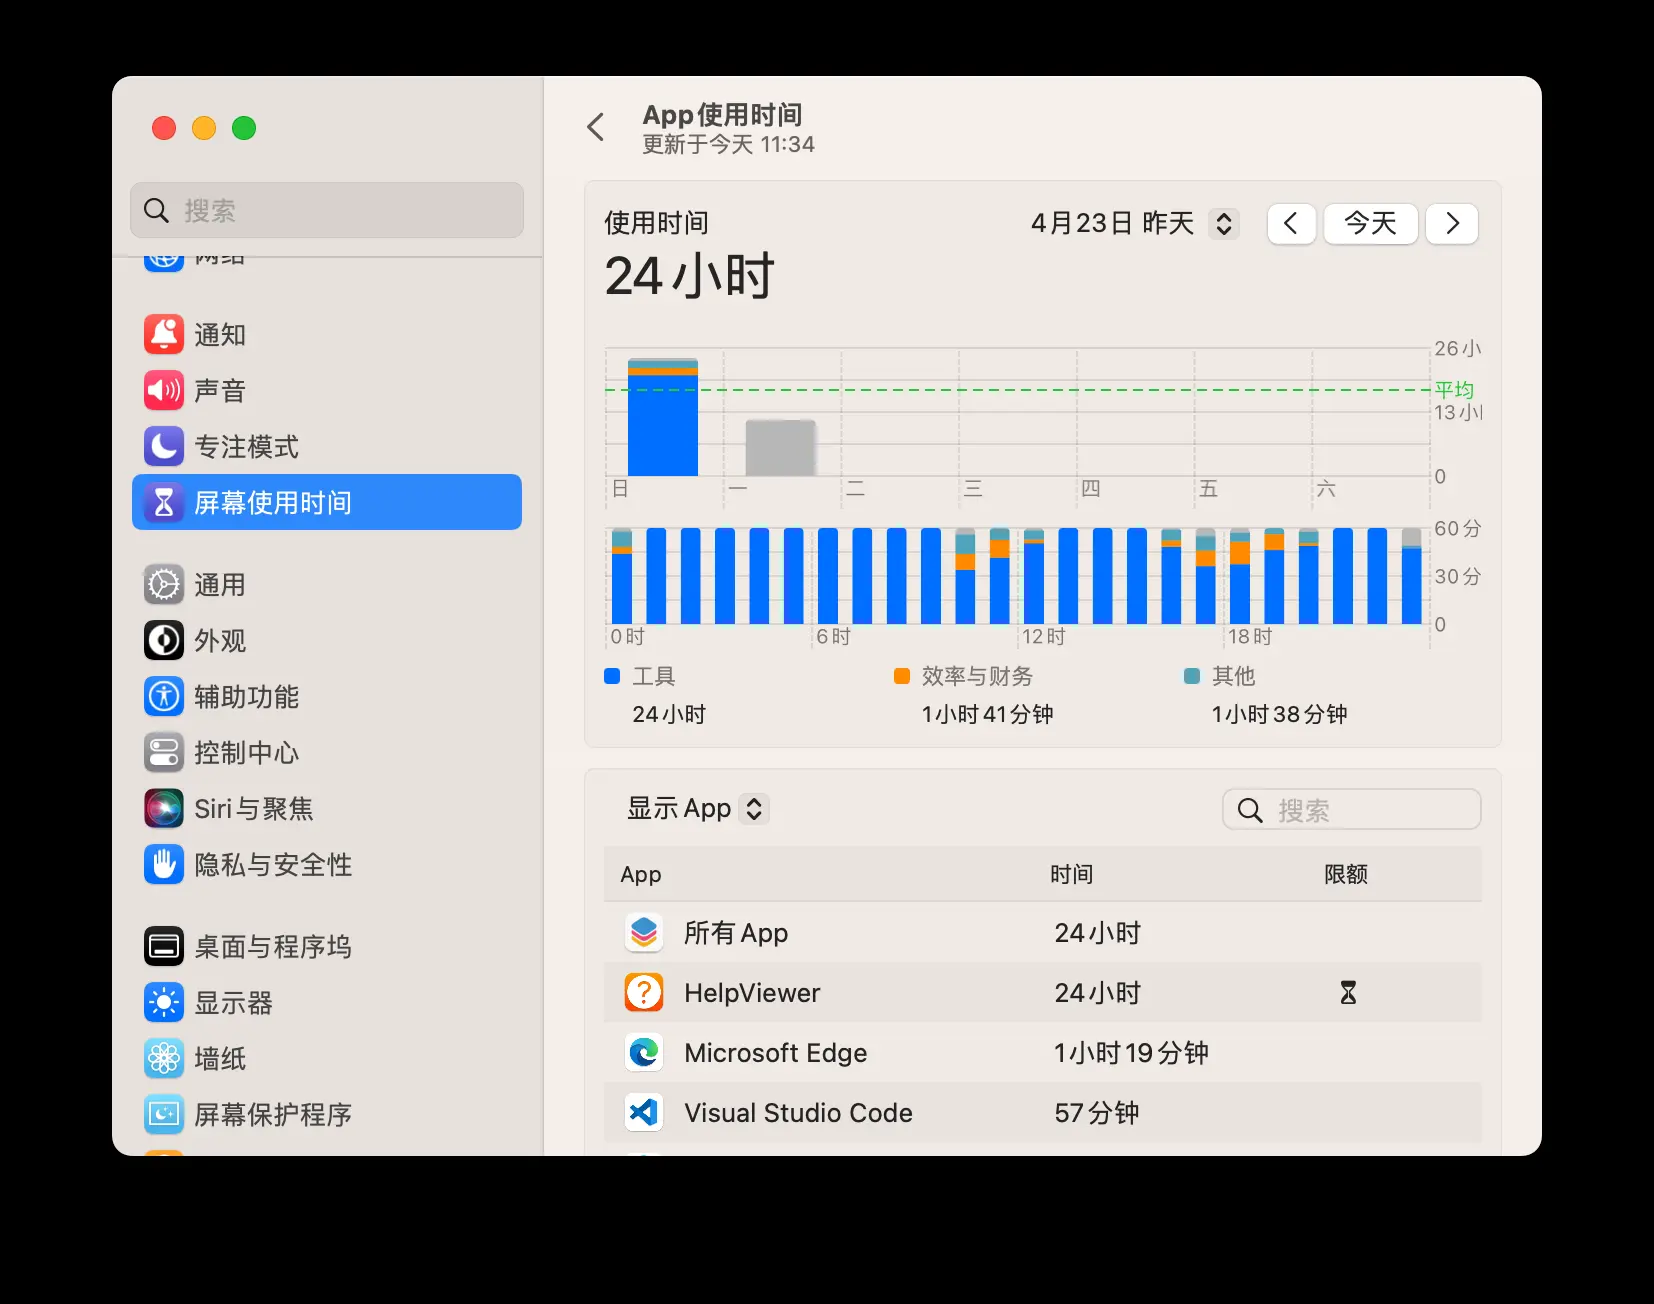 App使用时间
更新于今天 11:34
搜索
网络
通知
声音
专注模式
屏幕使用时间
通用
外观
辅助功能
控制中心
Siri与聚焦
隐私与安全性
桌面与程序坞
显示器
墙纸
屏幕保护程序
使用时间
4月23日 昨天
今天
24小时
26小
平均
13小
0
日 一 二 三 四 五 六
60分
30分
0
0时 6时 12时 18时
工具 效率与财务 其他
24小时 1小时41分钟 1小时38分钟
显示 App
搜索
App 时间 限额
所有 App 24小时
HelpViewer 24小时
Microsoft Edge 1小时19分钟
Visual Studio Code 57分钟